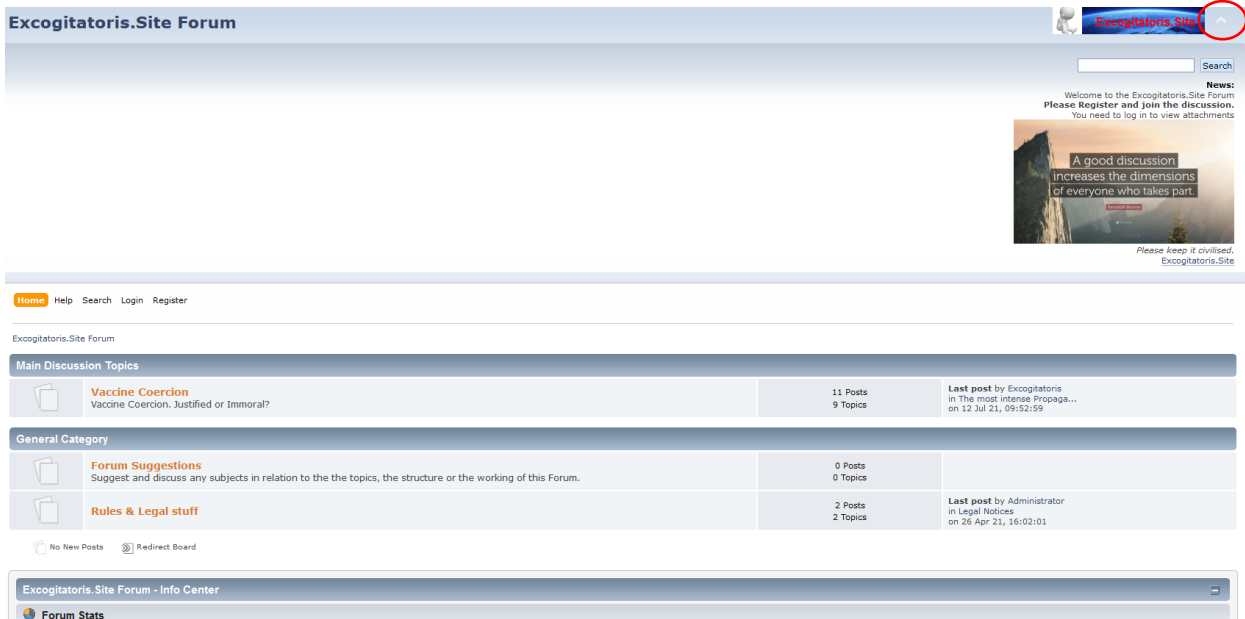 Excogitatoris.Site Forum
Excogitatoris.Site
Search
News:
Welcome to the Excogitatoris.Site Forum
Please Register and join the discussion.
You need to log in to view attachments
A good discussion
increases the dimensions
of everyone who takes part.
Please keep it civilised.
Excogitatoris.Site
Home Help Search Login Register
Excogitatoris.Site Forum
Main Discussion Topics
Vaccine Coercion
Vaccine Coercion. Justified or Immoral?
11 Posts
9 Topics
Last post by Excogitatoris
in The most intense Propaga...
on 12 Jul 21, 09:52:59
General Category
Forum Suggestions
Suggest and discuss any subjects in relation to the the topics, the structure or the working of this Forum.
0 Posts
0 Topics
Rules & Legal stuff
2 Posts
2 Topics
Last post by Administrator
in Legal Notices
on 26 Apr 21, 16:02:01
No New Posts Redirect Board
Excogitatoris.Site Forum - Info Center
Forum Stats